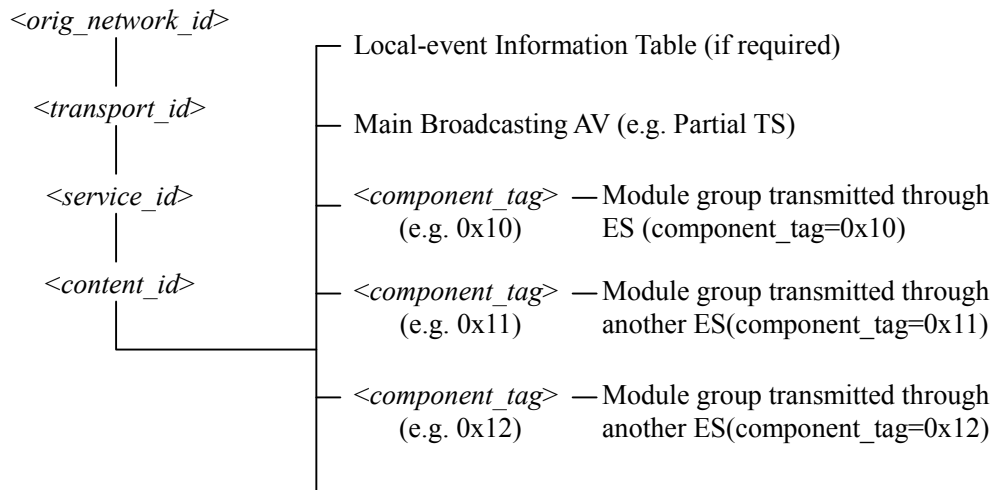 <orig_network_id>
<transport_id>
<service_id>
<content_id>
Local-event Information Table (if required)
Main Broadcasting AV (e.g. Partial TS)
<component_tag>
(e.g. 0x10)
Module group transmitted through
ES (component_tag=0x10)
<component_tag>
(e.g. 0x11)
Module group transmitted through
another ES(component_tag=0x11)
<component_tag>
(e.g. 0x12)
Module group transmitted through
another ES(component_tag=0x12)